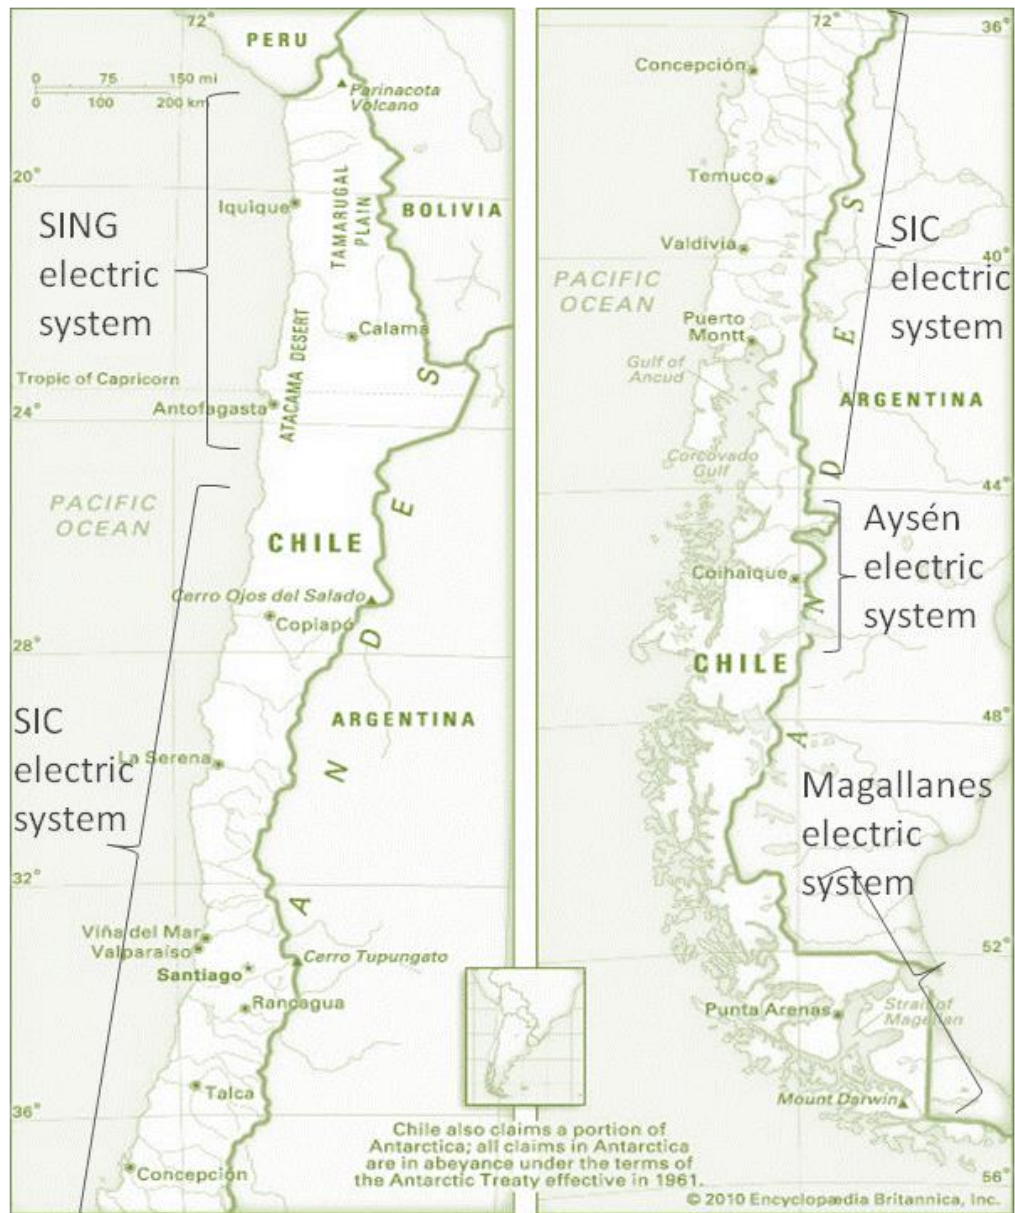 72°
PERU
0 75 150 mi
0 100 200 km
Parinacota
Volcano
20°
TAMARUGAL
PLAIN
Iquique
BOLIVIA
SING
electric
system
Calama
ATACAMA DESERT
Tropic of Capricorn
Antofagasta
24°
PACIFIC
OCEAN
CHILE
Cerro Ojos del Salado
Copiapó
28°
ARGENTINA
SIC
electric
system
La Serena
32°
ANDES
Viña del Mar
Valparaíso
Santiago
Cerro Tupungato
Rancagua
Talca
36°
Concepción
72°
36°
Concepción
Temuco
Valdivia
SIC
electric
system
40°
PACIFIC
OCEAN
Puerto
Montt
Gulf of
Ancud
ARGENTINA
Corcovado
Gulf
44°
Aysén
electric
system
Coihaique
ANDES
CHILE
48°
Magallanes
electric
system
52°
Punta Arenas
Strait of
Magellan
Mount Darwin
56°
Chile also claims a portion of
Antarctica; all claims in Antarctica
are in abeyance under the terms of
the Antarctic Treaty effective in 1961.
© 2010 Encyclopædia Britannica, Inc.